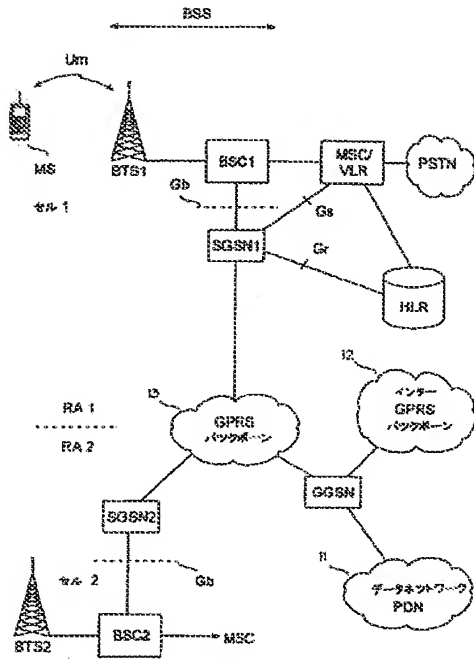 BSS
Um
MS
BTS1
BSC1
MSC/
VLR
PSTN
セル 1
Gb
Gs
SGSN1
Gr
HLR
13
12
RA 1
RA 2
GPRS
バックボーン
インター
GPRS
バックボーン
SGSN2
GGSN
セル 2
Gb
11
データネットワーク
PDN
BTS2
BSC2
MSC